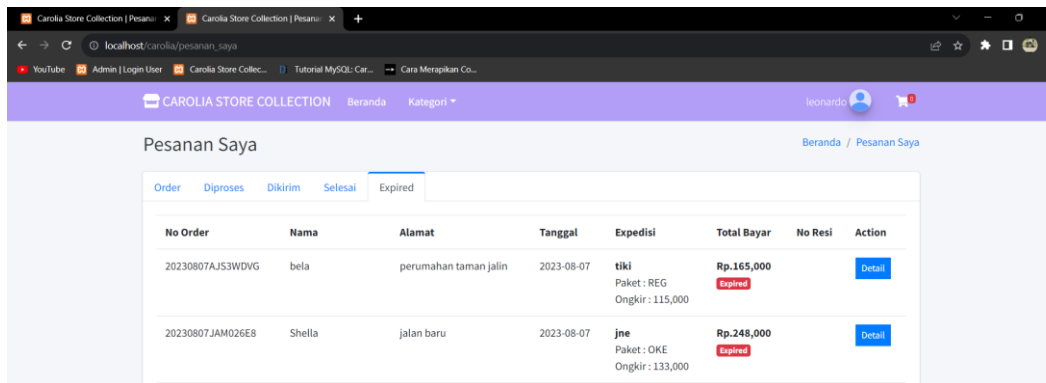 Carolia Store Collection | Pesanar
Carolia Store Collection | Pesanar
localhost/carolia/pesanan_saya
YouTube Admin | Login User Carolia Store Collec... Tutorial MySQL: Car... Cara Merapikan Co...
CAROLIA STORE COLLECTION Beranda Kategori leonardo 0
Pesanan Saya Beranda / Pesanan Saya
Order Diproses Dikirim Selesai Expired
No Order Nama Alamat Tanggal Expedisi Total Bayar No Resi Action
20230807AJS3WDVG bela perumahan taman jalin 2023-08-07 tiki Rp.165,000 Detail
Paket : REG Expired
Ongkir : 115,000
20230807JAM026E8 Shella jalan baru 2023-08-07 jne Rp.248,000 Detail
Paket : OKE Expired
Ongkir : 133,000